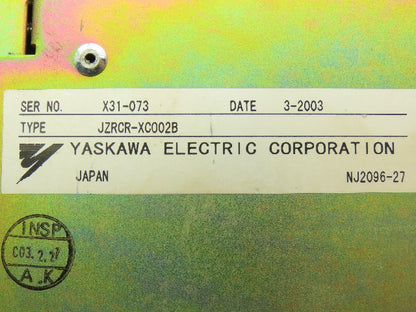 SER NO. X31-073 DATE 3-2003
TYPE JZRCR-XC002B
YASKAWA ELECTRIC CORPORATION
JAPAN NJ2096-27
INSP
C03.2.27
A.K